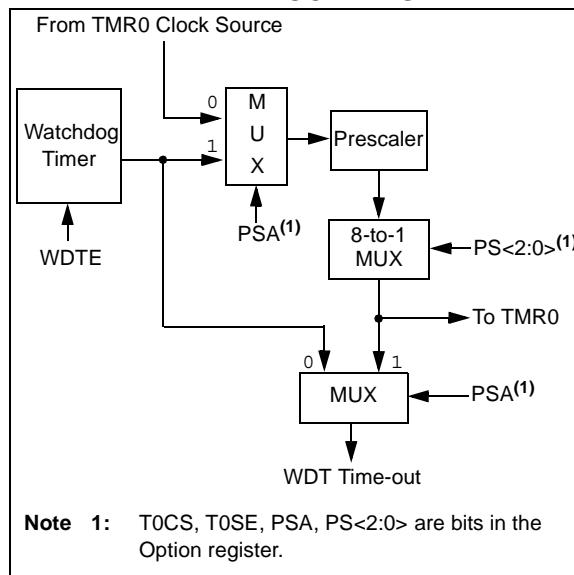 From TMR0 Clock Source
0
M
U
X
1
Watchdog
Timer
Prescaler
PSA(1)
WDTE
8-to-1
MUX
PS<2:0>(1)
To TMR0
0
1
MUX
PSA(1)
WDT Time-out
Note 1: T0CS, T0SE, PSA, PS<2:0> are bits in the
Option register.